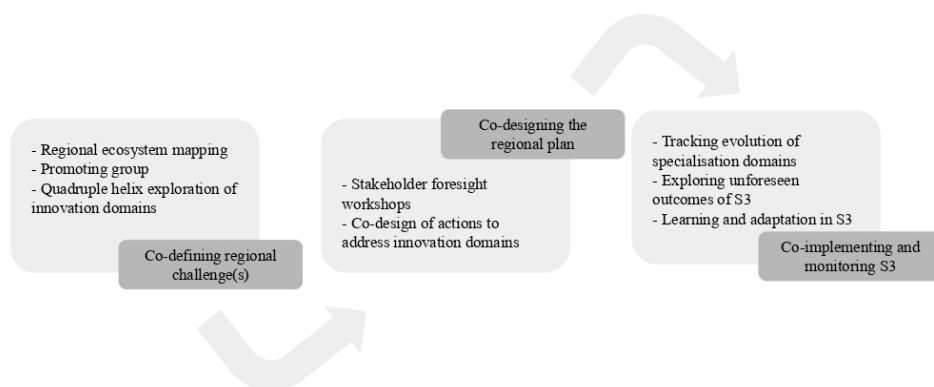 - Regional ecosystem mapping
- Promoting group
- Quadruple helix exploration of
innovation domains
Co-defining regional
challenge(s)
Co-designing the
regional plan
- Stakeholder foresight
workshops
- Co-design of actions to
address innovation domains
- Tracking evolution of
specialisation domains
- Exploring unforeseen
outcomes of S3
- Learning and adaptation in S3
Co-implementing and
monitoring S3